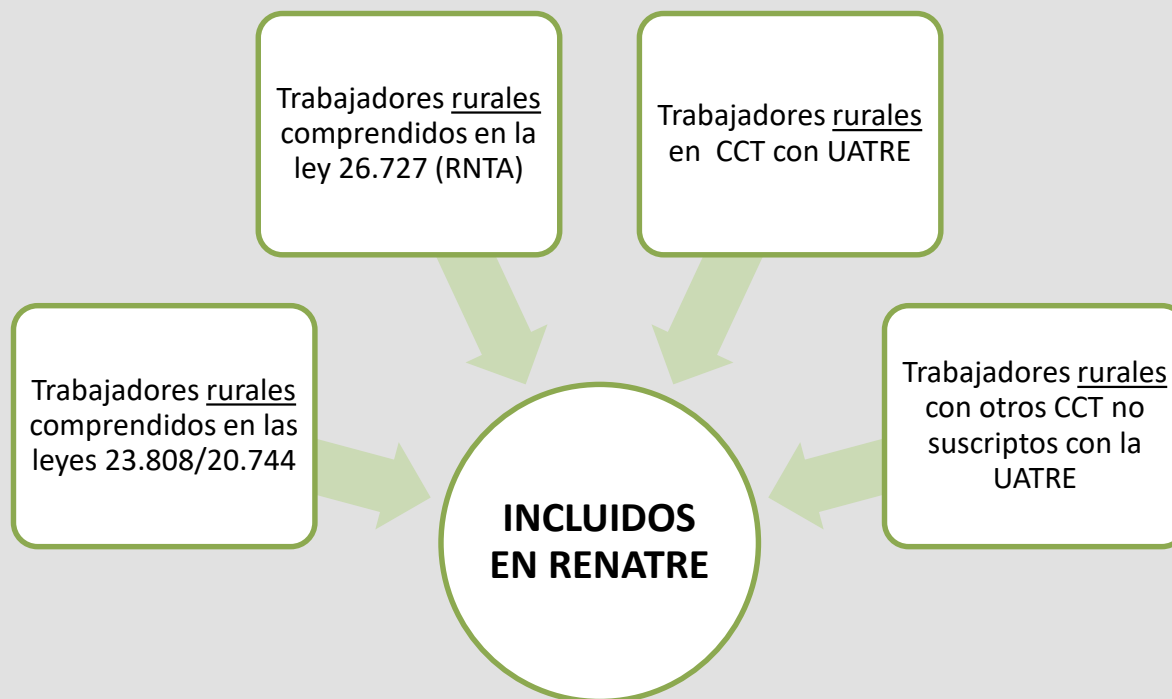 Trabajadores rurales
comprendidos en la
ley 26.727 (RNTA)
Trabajadores rurales
en CCT con UATRE
Trabajadores rurales
comprendidos en las
leyes 23.808/20.744
Trabajadores rurales
con otros CCT no
suscriptos con la
UATRE
INCLUIDOS
EN RENATRE